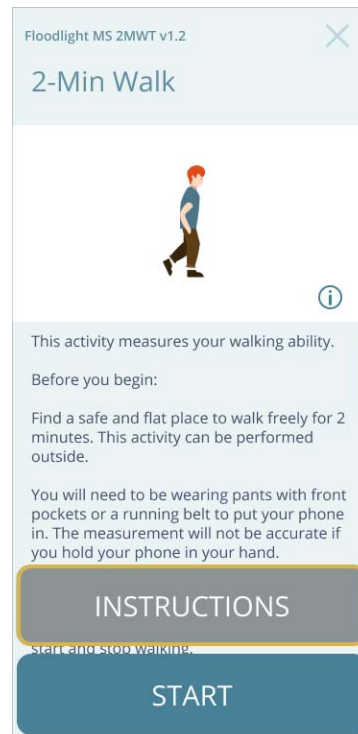 Floodlight MS 2MWT v1.2
2-Min Walk
This activity measures your walking ability.
Before you begin:
Find a safe and flat place to walk freely for 2
minutes. This activity can be performed
outside.
You will need to be wearing pants with front
pockets or a running belt to put your phone
in. The measurement will not be accurate if
you hold your phone in your hand.
INSTRUCTIONS
start and stop walking.
START